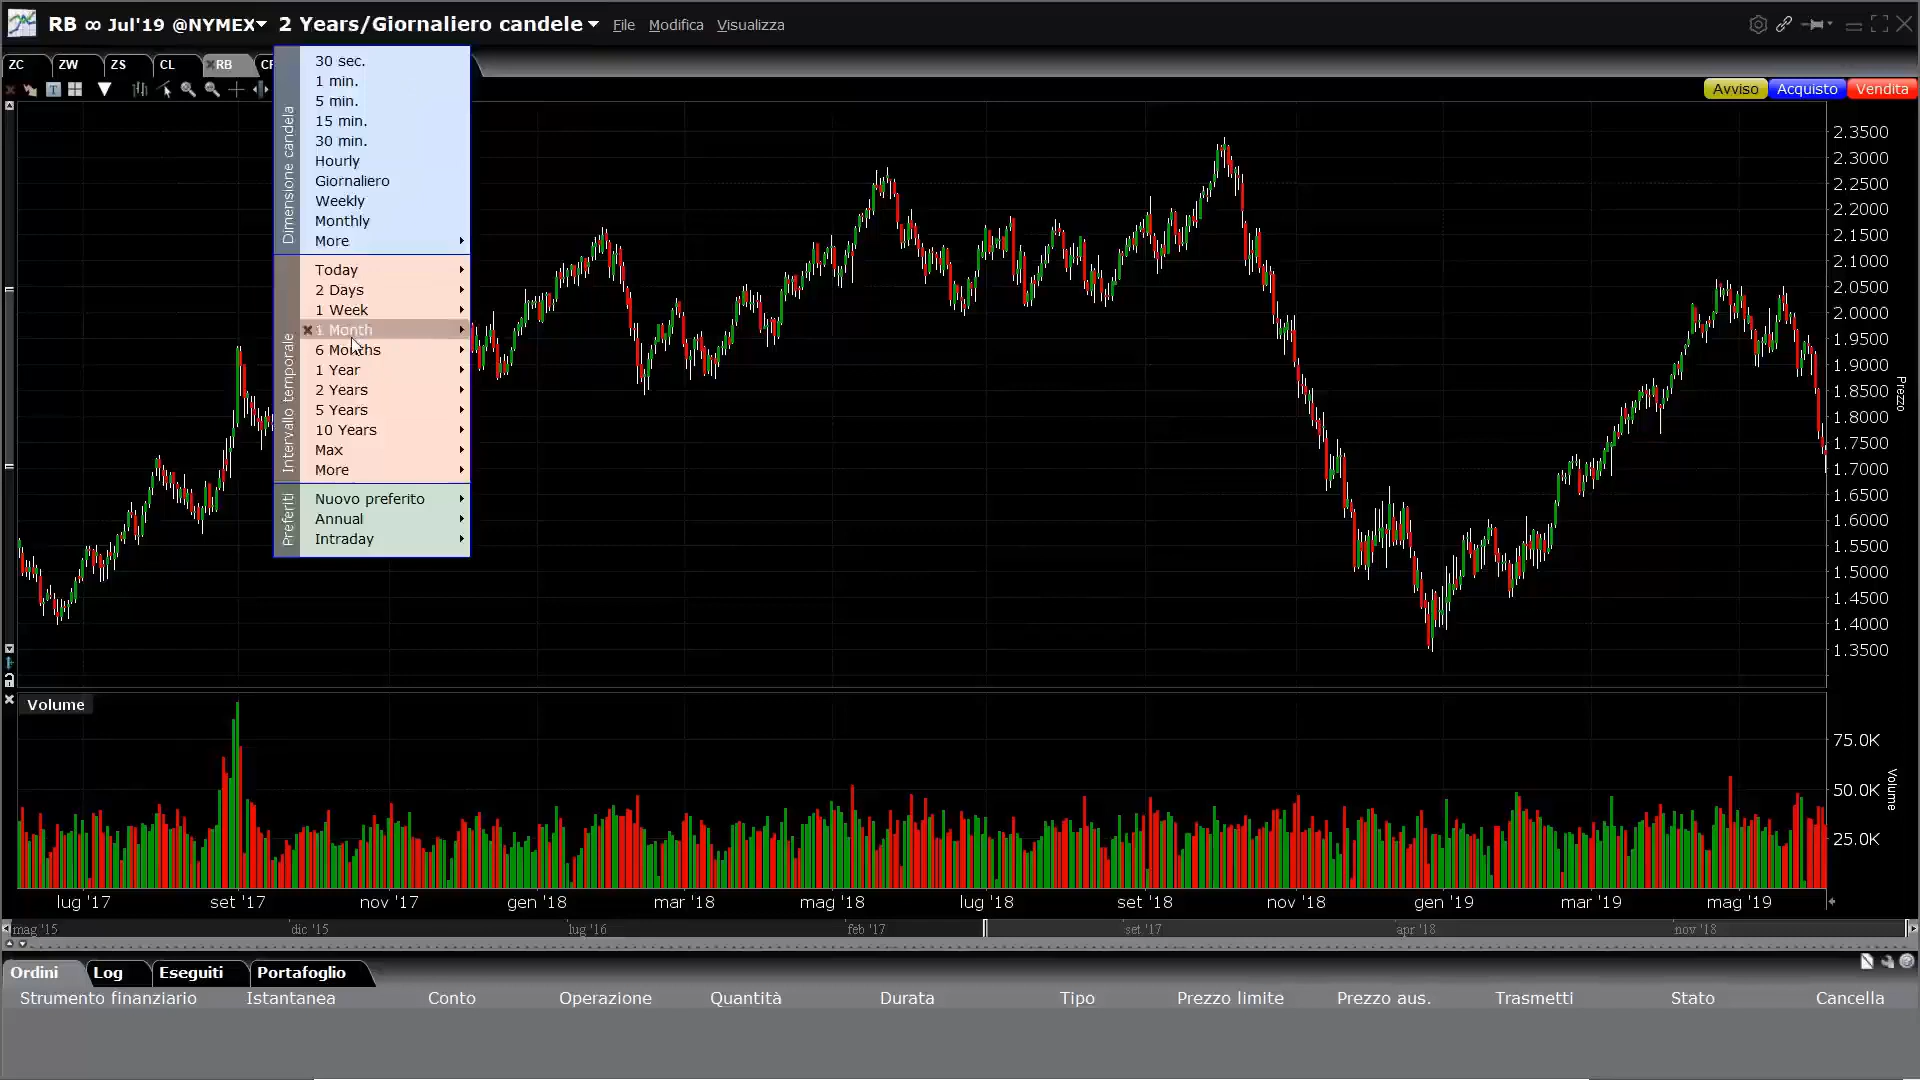 RB ∞ Jul'19 @NYMEX 2 Years/Giornaliero candele File Modifica Visualizza
ZC ZW ZS CL RB
T
Avviso Acquisto Vendita
Dimensione candela
30 sec.
1 min.
5 min.
15 min.
30 min.
Hourly
Giornaliero
Weekly
Monthly
More
Intervallo temporale
Today
2 Days
1 Week
1 Month
6 Months
1 Year
2 Years
5 Years
10 Years
Max
More
Preferiti
Nuovo preferito
Annual
Intraday
2.3500
2.3000
2.2500
2.2000
2.1500
2.1000
2.0500
2.0000
1.9500
1.9000
1.8500
1.8000
1.7500
1.7000
1.6500
1.6000
1.5500
1.5000
1.4500
1.4000
1.3500
Prezzo
Volume
75.0K
50.0K
25.0K
Volume
lug '17 set '17 nov '17 gen '18 mar '18 mag '18 lug '18 set '18 nov '18 gen '19 mar '19 mag '19
mag '15 dic '15 lug '16 feb '17 set '17 apr '18 nov '18
Ordini Log Eseguiti Portafoglio
Strumento finanziario Istantanea Conto Operazione Quantità Durata Tipo Prezzo limite Prezzo aus. Trasmetti Stato Cancella